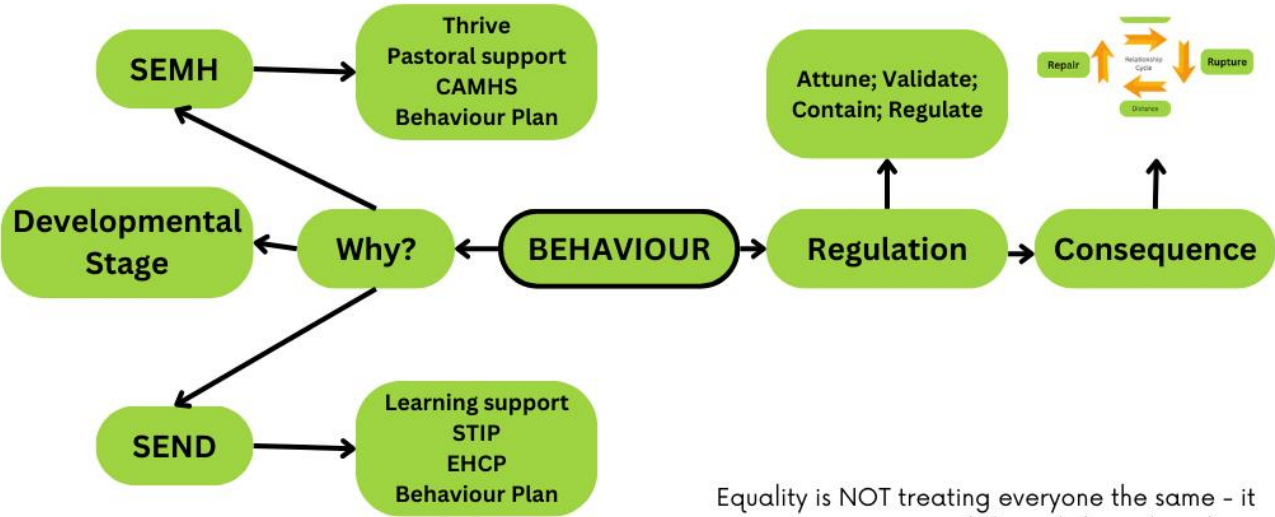 Thrive
Pastoral support
CAMHS
Behaviour Plan
SEMH
Attune; Validate;
Contain; Regulate
Repair
Relationship
Cycle
Rupture
Distance
Developmental
Stage
Why?
BEHAVIOUR
Regulation
Consequence
Learning support
STIP
EHCP
Behaviour Plan
SEND
Equality is NOT treating everyone the same - it